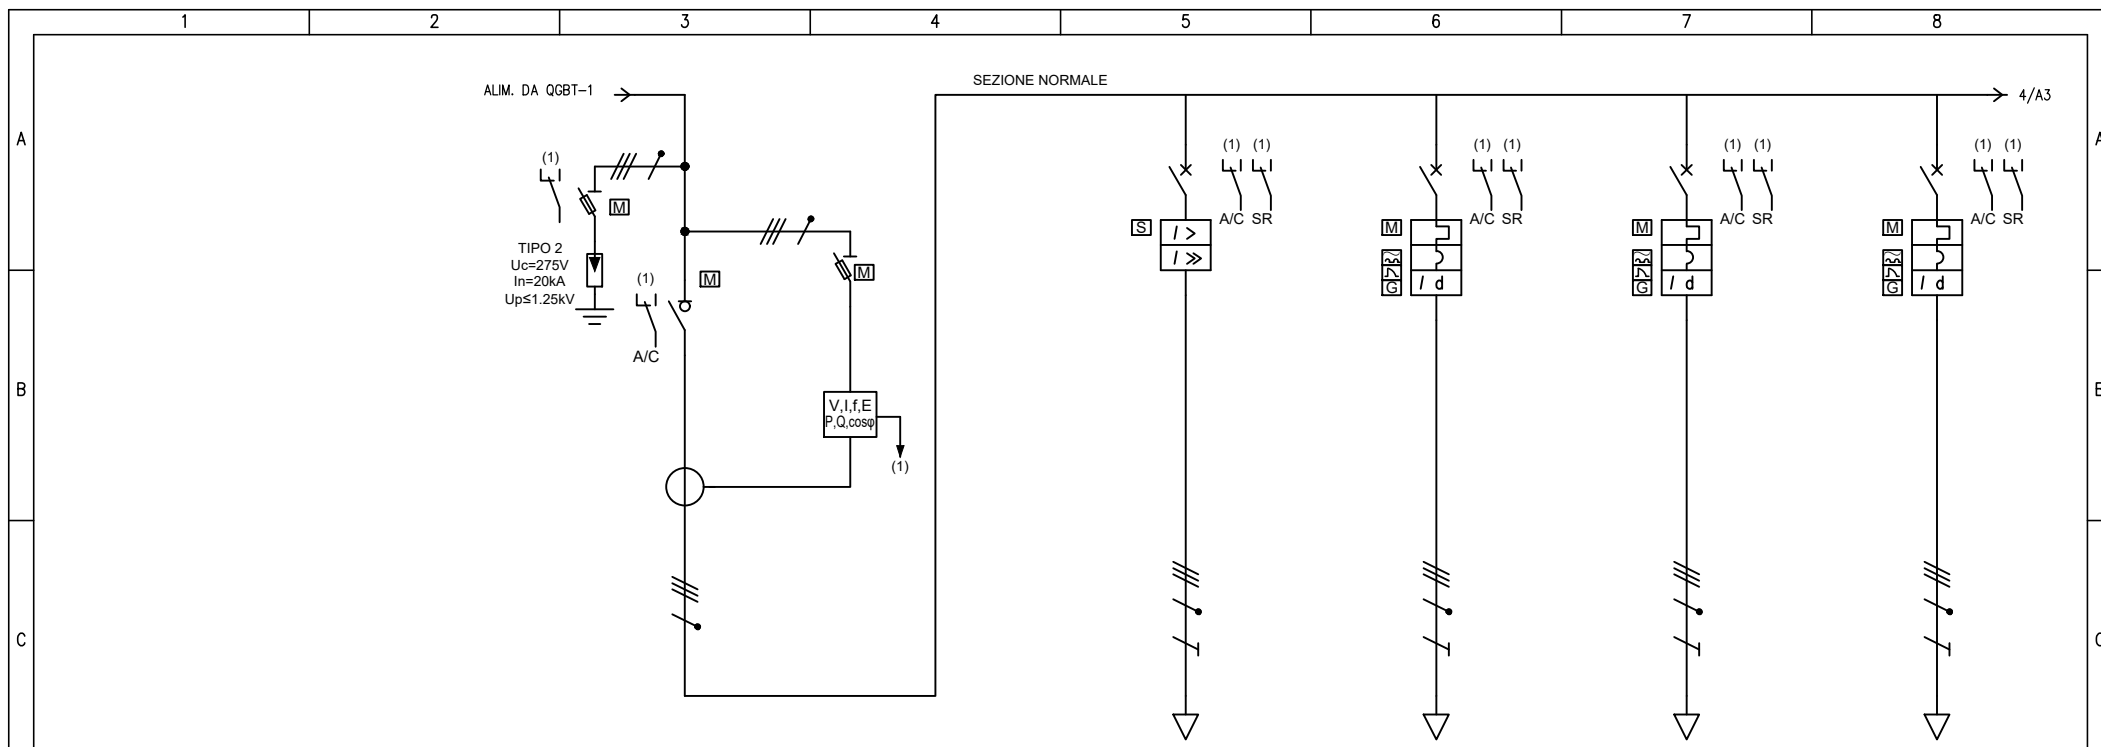 1 2 3 4 5 6 7 8
SEZIONE NORMALE
ALIM. DA QGBT-1
4/A3
A
(1)
(1) (1)
(1) (1)
(1) (1)
(1) (1)
M
A/C SR
A/C SR
A/C SR
A/C SR
S
I >
I ≫
M
M
M
TIPO 2
Uc=275V
In=20kA
Up≤1.25kV
(1)
M
M
I d
I d
I d
G
G
G
A/C
B
V,I,f,E
P,Q,cosφ
(1)
C